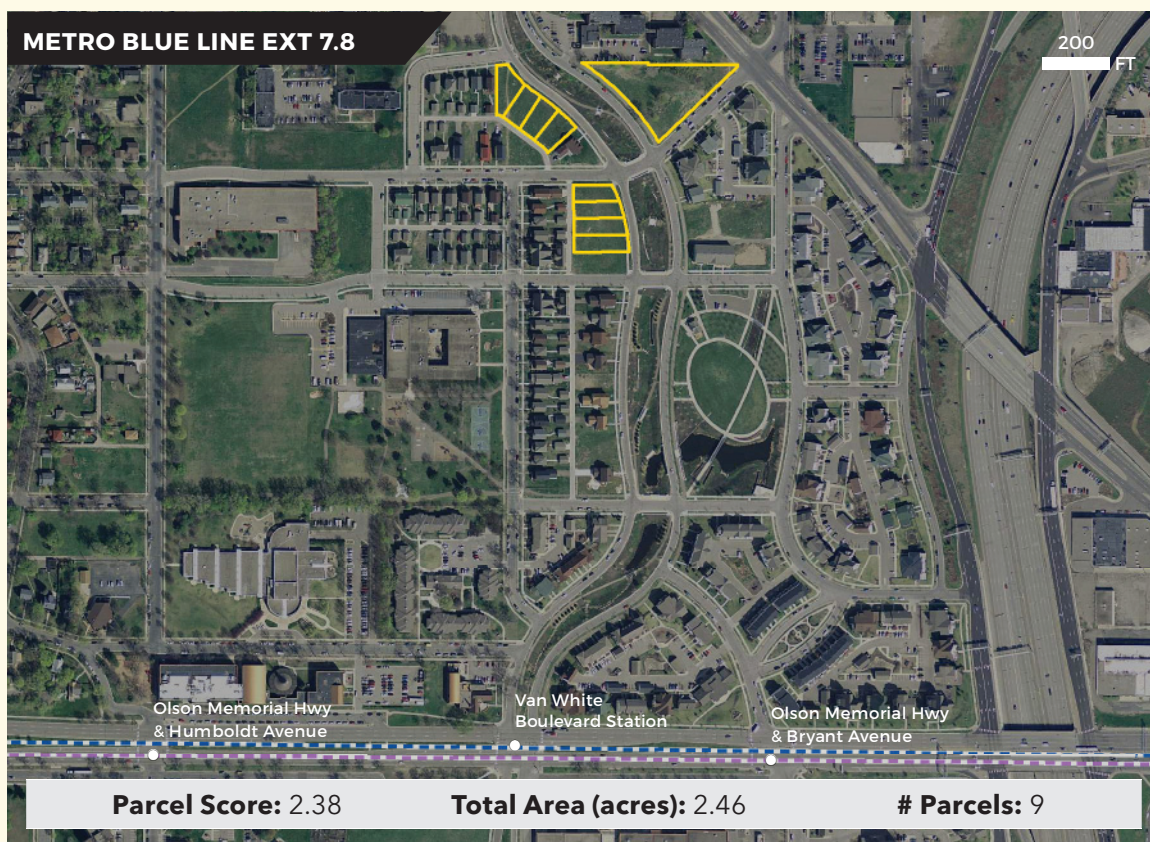 METRO BLUE LINE EXT 7.8
200
FT
Olson Memorial Hwy
& Humboldt Avenue
Van White
Boulevard Station
Olson Memorial Hwy
& Bryant Avenue
Parcel Score: 2.38 Total Area (acres): 2.46 # Parcels: 9